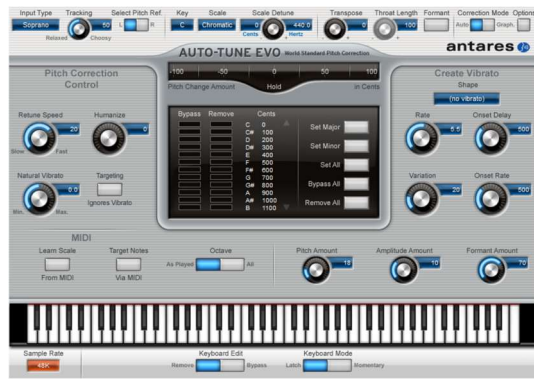 Input Type Tracking Select Pitch Ref. Key Scale Scale Detune Transpose Throat Length Formant Correction Mode Options
Soprano 50 L R C Chromatic 0 440.0 0 100 Auto Graph.
Relaxed Choosy Cents Hertz - + - +
AUTO-TUNE EVO World Standard Pitch Correction
antares
Pitch Correction
Control
-100 -50 0 50 100
Pitch Change Amount Hold in Cents
Create Vibrato
Shape
(no vibrato)
Retune Speed Humanize
20 0
Slow Fast
Natural Vibrato Targeting
0.0
Min. Max. Ignores Vibrato
Bypass Remove Cents
C 0
C# 100
D 200
D# 300
E 400
F 500
F# 600
G 700
G# 800
A 900
A# 1000
B 1100
Set Major
Set Minor
Set All
Bypass All
Remove All
Rate Onset Delay
5.5 500
Variation Onset Rate
20 500
MIDI
Learn Scale Target Notes Octave
As Played All
From MIDI Via MIDI
Pitch Amount Amplitude Amount Formant Amount
18 10 70
Sample Rate Keyboard Edit Keyboard Mode
48K Remove Bypass Latch Momentary